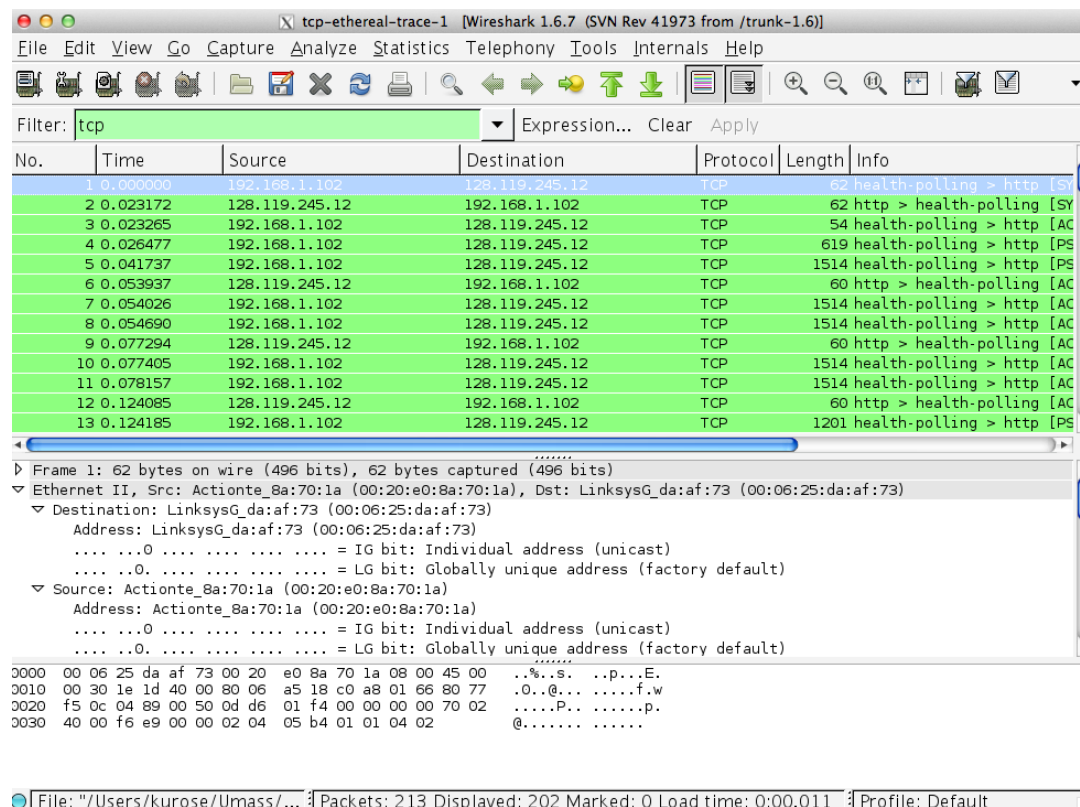 tcp-ethereal-trace-1 [Wireshark 1.6.7 (SVN Rev 41973 from /trunk-1.6)]
File Edit View Go Capture Analyze Statistics Telephony Tools Internals Help
Filter: tcp Expression... Clear Apply
No. Time Source Destination Protocol Length Info
1 0.000000 192.168.1.102 128.119.245.12 TCP 62 health-polling > http [SY
2 0.023172 128.119.245.12 192.168.1.102 TCP 62 http > health-polling [SY
3 0.023265 192.168.1.102 128.119.245.12 TCP 54 health-polling > http [AC
4 0.026477 192.168.1.102 128.119.245.12 TCP 619 health-polling > http [PS
5 0.041737 192.168.1.102 128.119.245.12 TCP 1514 health-polling > http [PS
6 0.053937 128.119.245.12 192.168.1.102 TCP 60 http > health-polling [AC
7 0.054026 192.168.1.102 128.119.245.12 TCP 1514 health-polling > http [AC
8 0.054690 192.168.1.102 128.119.245.12 TCP 1514 health-polling > http [AC
9 0.077294 128.119.245.12 192.168.1.102 TCP 60 http > health-polling [AC
10 0.077405 192.168.1.102 128.119.245.12 TCP 1514 health-polling > http [AC
11 0.078157 192.168.1.102 128.119.245.12 TCP 1514 health-polling > http [AC
12 0.124085 128.119.245.12 192.168.1.102 TCP 60 http > health-polling [AC
13 0.124185 192.168.1.102 128.119.245.12 TCP 1201 health-polling > http [PS
Frame 1: 62 bytes on wire (496 bits), 62 bytes captured (496 bits)
Ethernet II, Src: Actionte_8a:70:1a (00:20:e0:8a:70:1a), Dst: LinksysG_da:af:73 (00:06:25:da:af:73)
Destination: LinksysG_da:af:73 (00:06:25:da:af:73)
Address: LinksysG_da:af:73 (00:06:25:da:af:73)
.... ...0 .... .... .... .... = IG bit: Individual address (unicast)
.... ..0. .... .... .... .... = LG bit: Globally unique address (factory default)
Source: Actionte_8a:70:1a (00:20:e0:8a:70:1a)
Address: Actionte_8a:70:1a (00:20:e0:8a:70:1a)
.... ...0 .... .... .... .... = IG bit: Individual address (unicast)
.... ..0. .... .... .... .... = LG bit: Globally unique address (factory default)
0000 00 06 25 da af 73 00 20 e0 8a 70 1a 08 00 45 00 ..%..s. ..p...E.
0010 00 30 1e 1d 40 00 80 06 a5 18 c0 a8 01 66 80 77 .0..@... .....f.w
0020 f5 0c 04 89 00 50 0d d6 01 f4 00 00 00 00 70 02 .....P.. ......p.
0030 40 00 f6 e9 00 00 02 04 05 b4 01 01 04 02 @....... ......
File: "/Users/kurose/Umass/... Packets: 213 Displayed: 202 Marked: 0 Load time: 0:00.011 Profile: Default